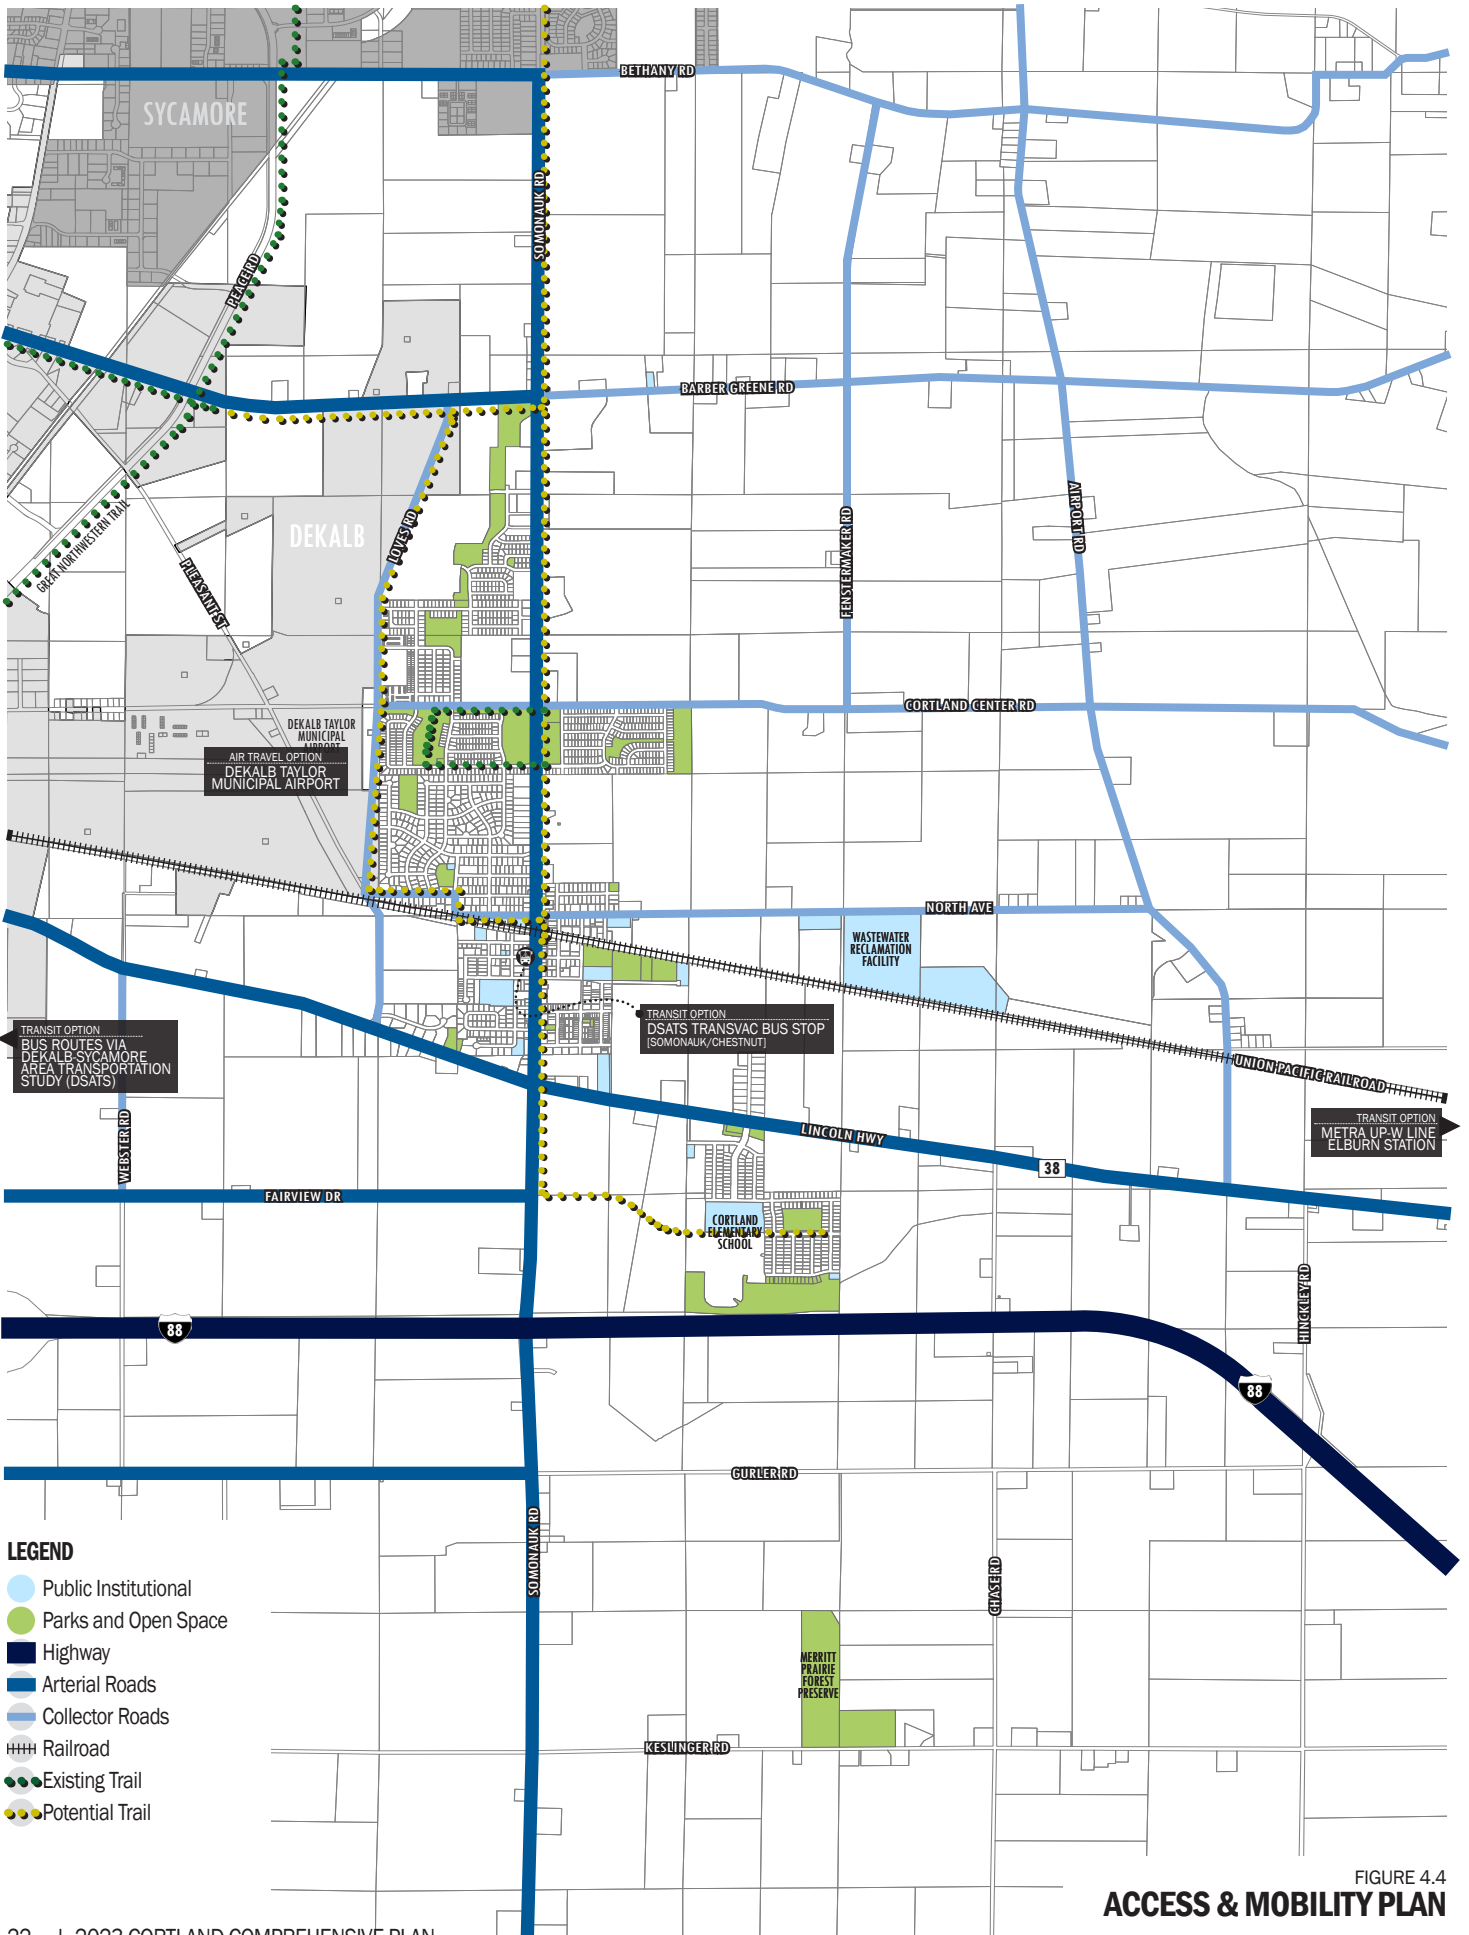 BETHANY RD
SYCAMORE
SOMONAUK RD
PEACE RD
BARBER GREENE RD
DEKALB
LOVES RD
GREAT NORTHWESTERN TRAIL
PLEASANT ST
FENSTERMAKER RD
AIRPORT RD
CORTLAND CENTER RD
DEKALB TAYLOR
MUNICIPAL
AIRPORT
AIR TRAVEL OPTION
DEKALB TAYLOR
MUNICIPAL AIRPORT
NORTH AVE
WASTEWATER
RECLAMATION
FACILITY
TRANSIT OPTION
DSATS TRANSVAC BUS STOP
[SOMONAUK/CHESTNUT]
TRANSIT OPTION
BUS ROUTES VIA
DEKALB-SYCAMORE
AREA TRANSPORTATION
STUDY (DSATS)
UNION PACIFIC RAILROAD
TRANSIT OPTION
METRA UP-W LINE
ELBURN STATION
WEBSTER RD
LINCOLN HWY
38
FAIRVIEW DR
CORTLAND
ELEMENTARY
SCHOOL
HINCKLEY RD
88
88
GURLER RD
SOMONAUK RD
CHASE RD
LEGEND
Public Institutional
Parks and Open Space
Highway
Arterial Roads
Collector Roads
Railroad
Existing Trail
Potential Trail
MERRITT
PRAIRIE
FOREST
PRESERVE
KESLINGER RD
FIGURE 4.4
ACCESS & MOBILITY PLAN
2023 CORTLAND COMPREHENSIVE PLAN